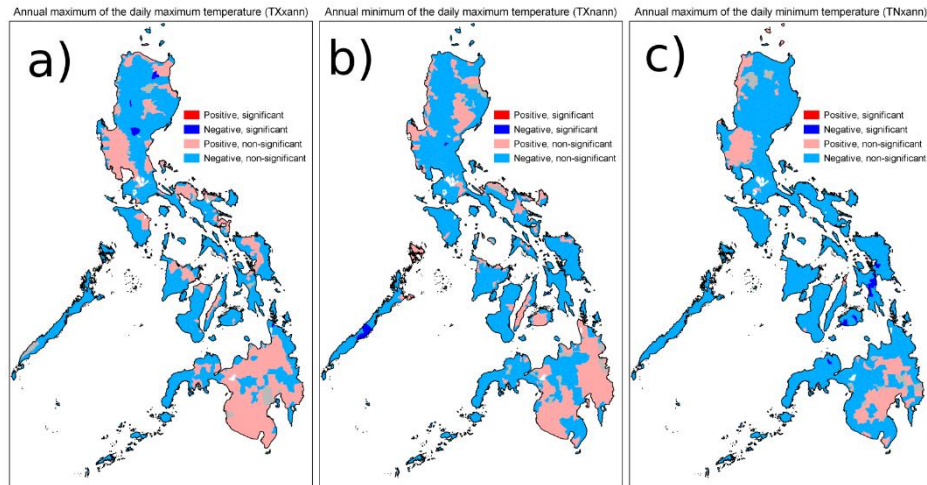 Annual maximum of the daily maximum temperature (TXxann)
a)
Positive, significant
Negative, significant
Positive, non-significant
Negative, non-significant
Annual minimum of the daily maximum temperature (TXnann)
b)
Positive, significant
Negative, significant
Positive, non-significant
Negative, non-significant
Annual maximum of the daily minimum temperature (TNxann)
c)
Positive, significant
Negative, significant
Positive, non-significant
Negative, non-significant